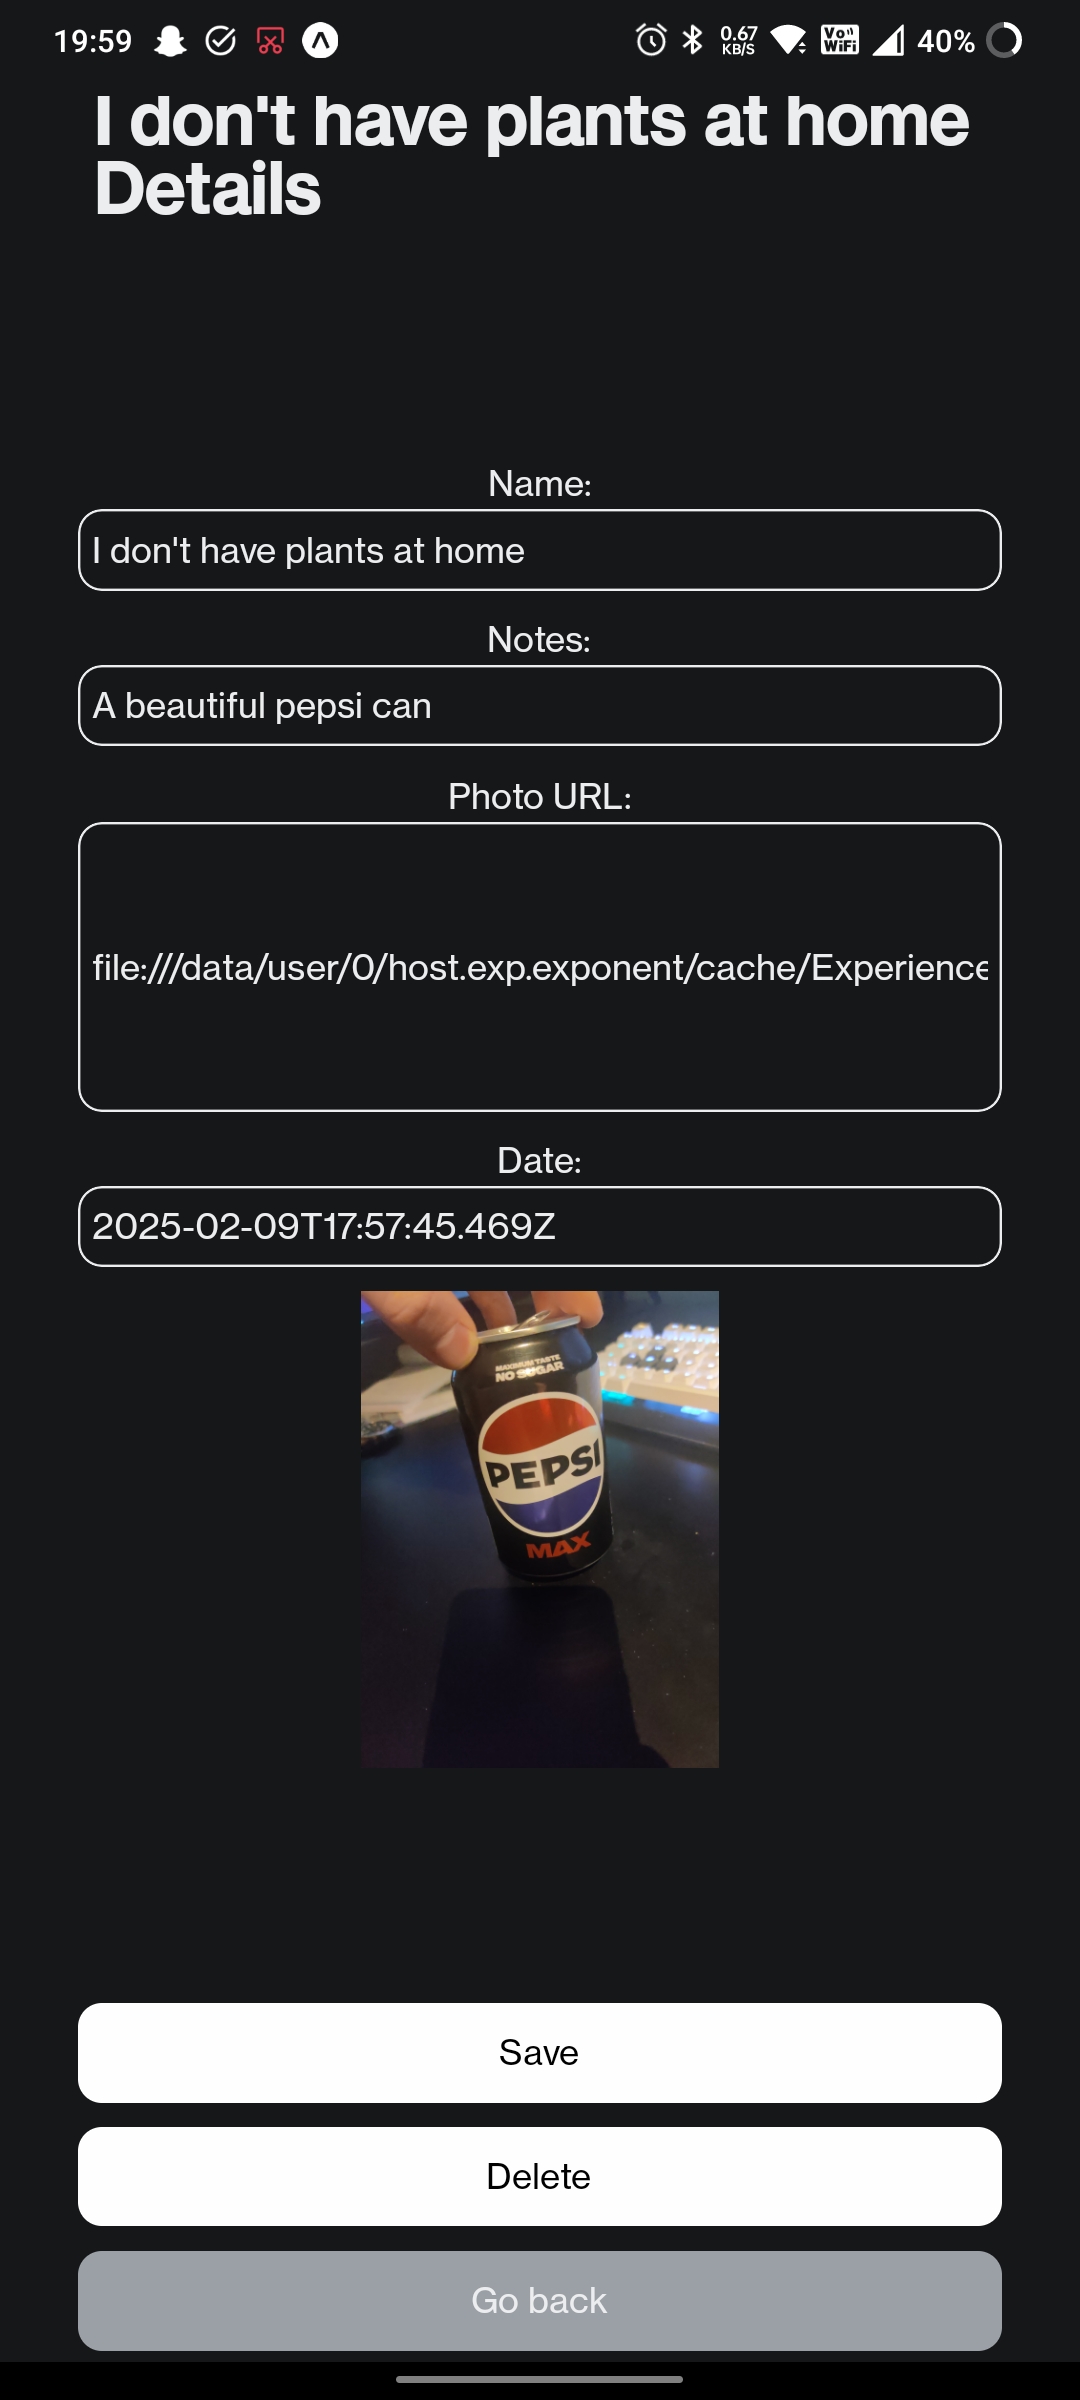 19:59 0.67 KB/S Vo WiFi 40%
I don't have plants at home
Details
Name:
I don't have plants at home
Notes:
A beautiful pepsi can
Photo URL:
file:///data/user/0/host.exp.exponent/cache/Experience
Date:
2025-02-09T17:57:45.469Z
MAXIMUM TASTE
NO SUGAR
PEPSI
MAX
Save
Delete
Go back